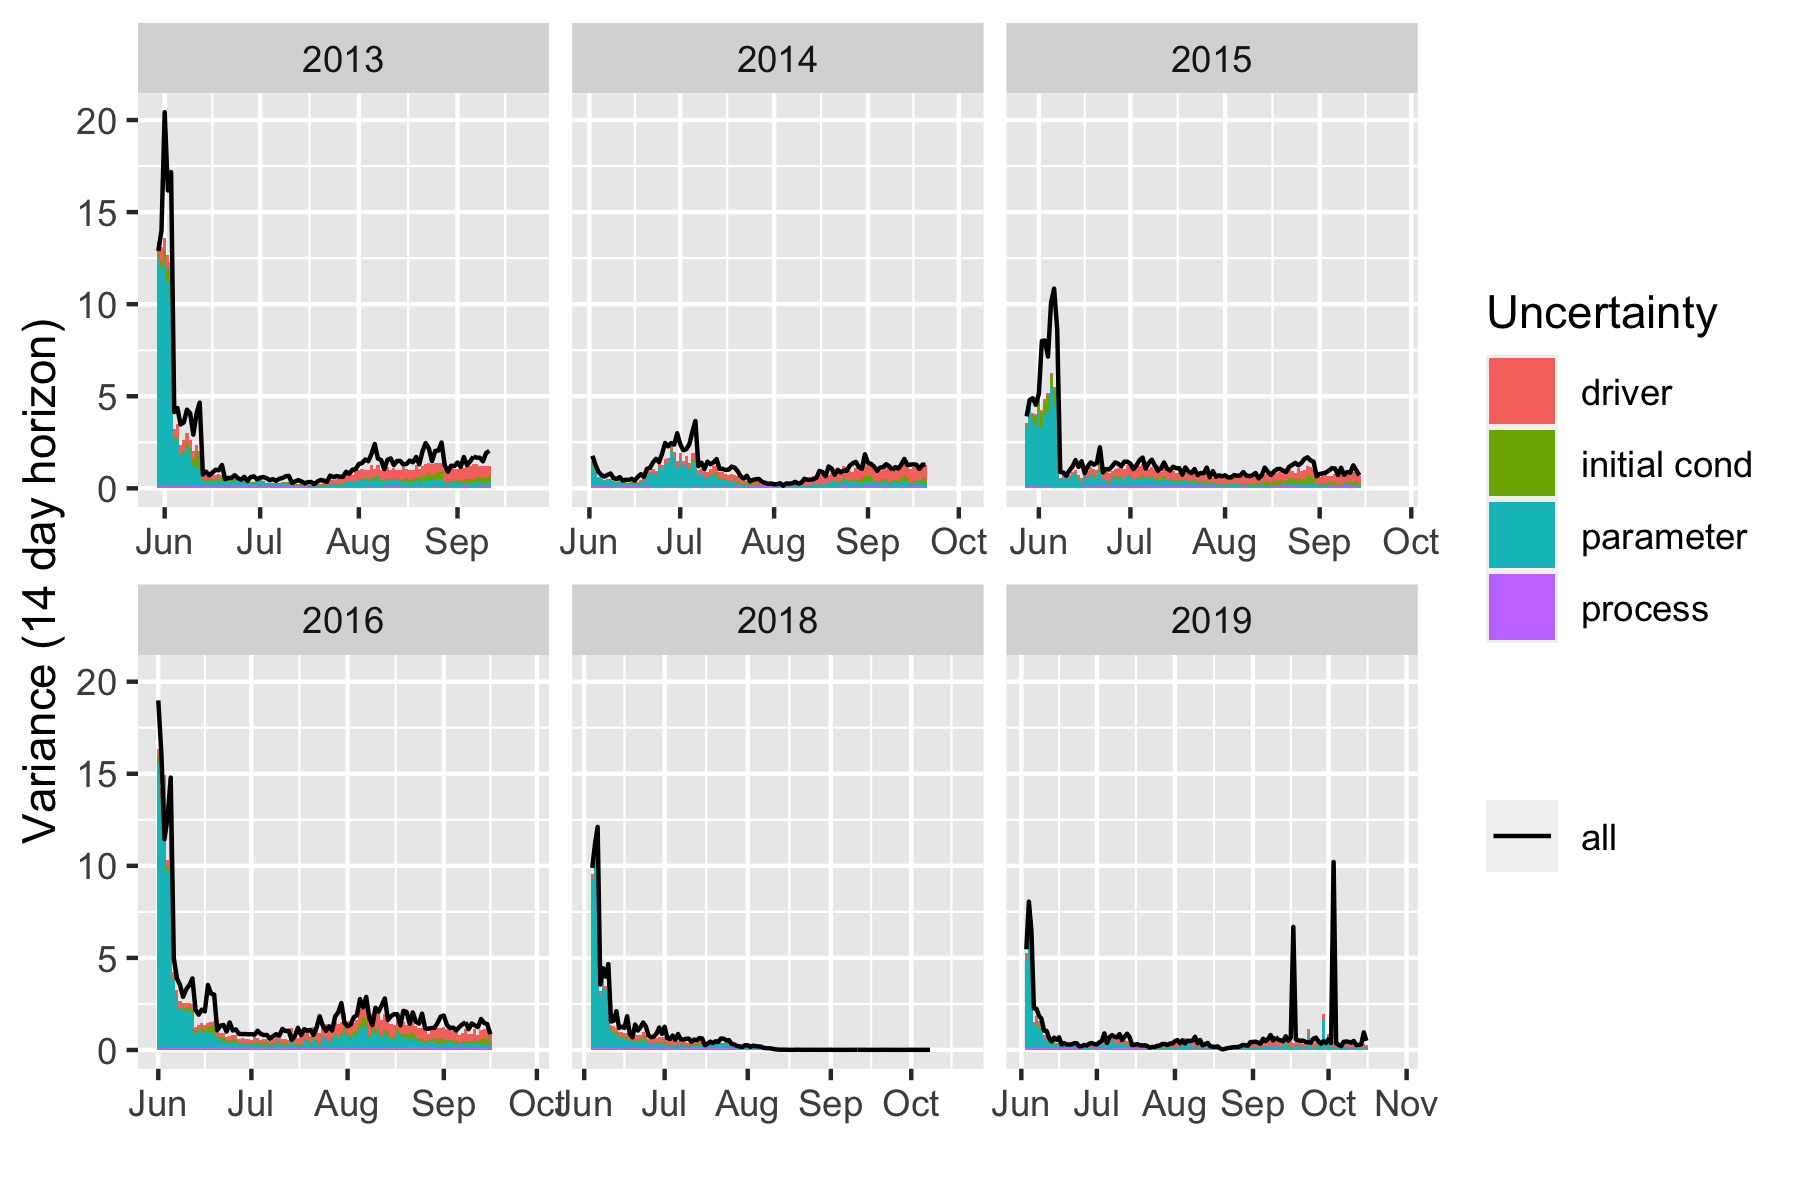 2013 2014 2015
20
15
10
5
0
Jun Jul Aug Sep Jun Jul Aug Sep Oct Jun Jul Aug Sep Oct
Variance (14 day horizon)
2016 2018 2019
20
15
10
5
0
Jun Jul Aug Sep Oct Jun Jul Aug Sep Oct Jun Jul Aug Sep Oct Nov
Uncertainty
driver
initial cond
parameter
process
all